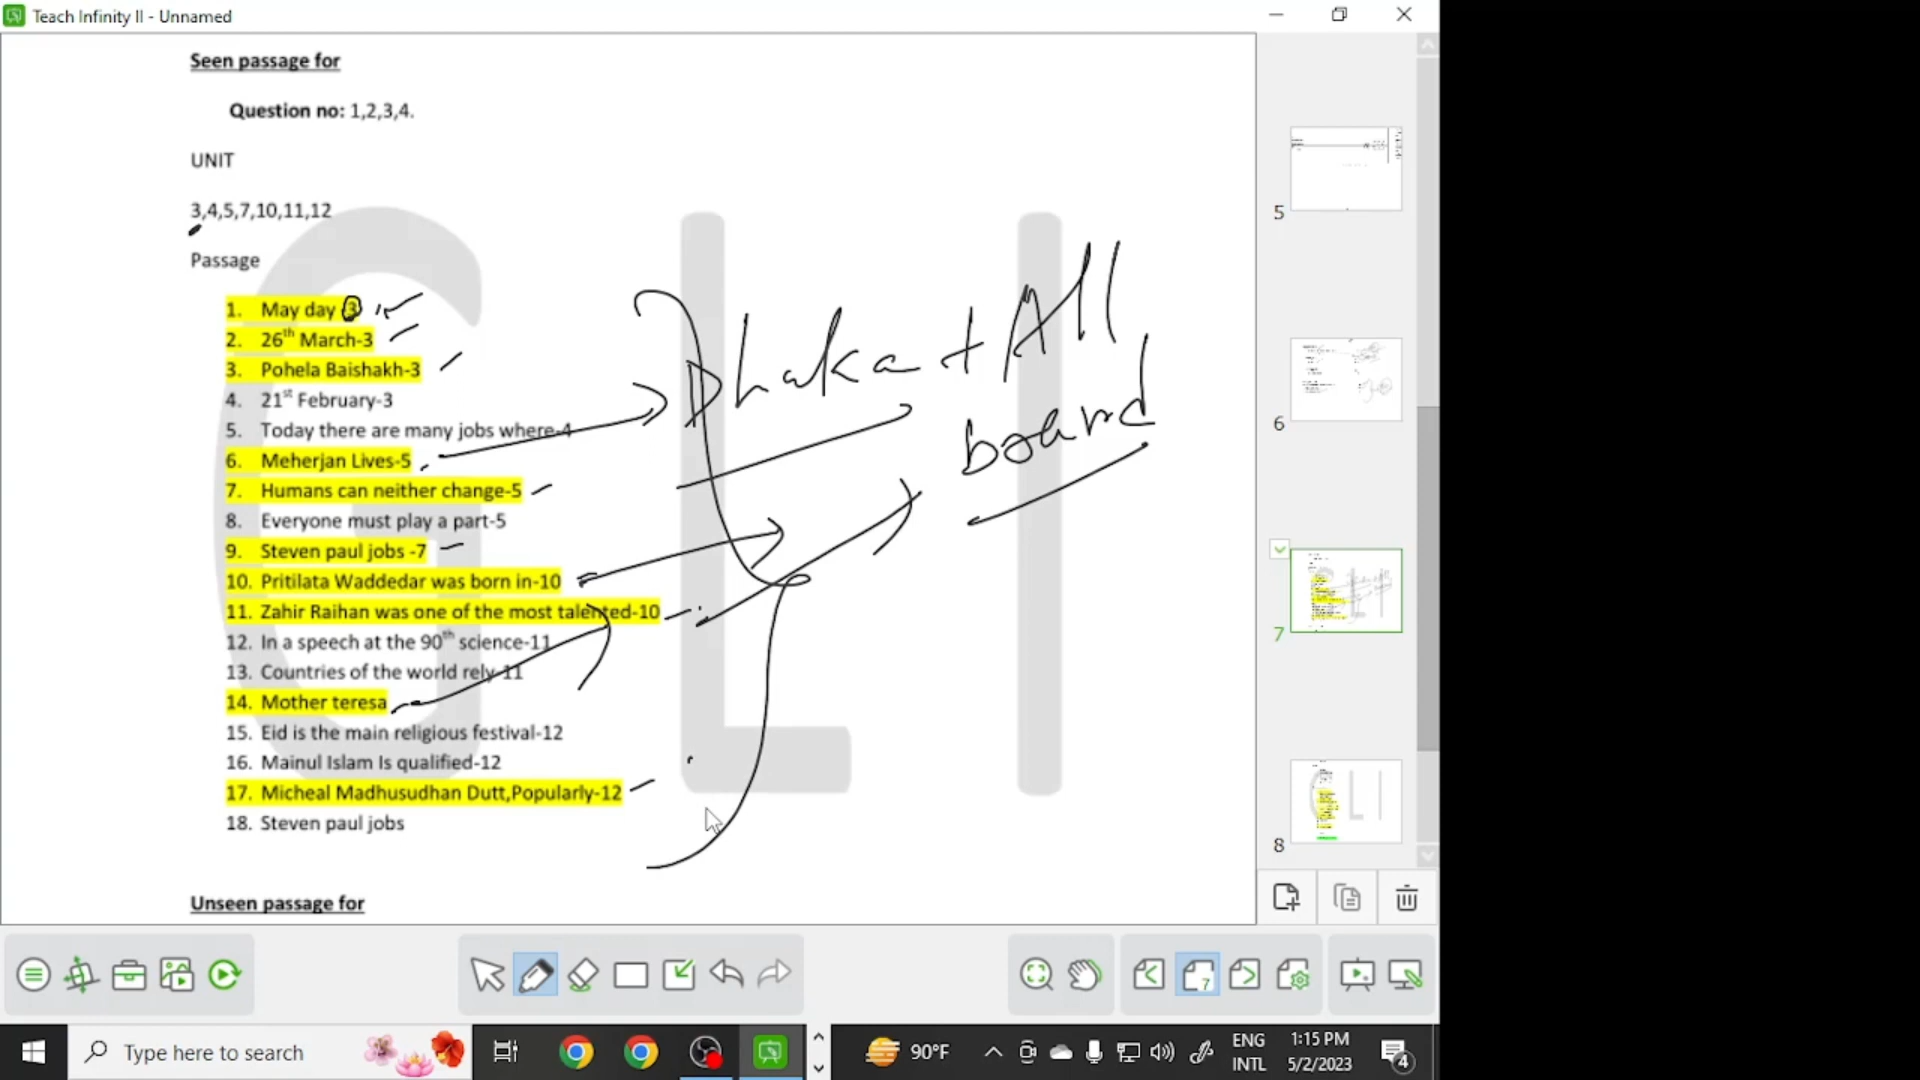 Teach Infinity II - Unnamed
Seen passage for
Question no: 1,2,3,4.
UNIT
3,4,5,7,10,11,12
Passage
1. May day 3
2. 26th March-3
3. Pohela Baishakh-3
4. 21st February-3
5. Today there are many jobs where-4
6. Meherjan Lives-5
7. Humans can neither change-5
8. Everyone must play a part-5
9. Steven paul jobs -7
10. Pritilata Waddedar was born in-10
11. Zahir Raihan was one of the most talented-10
12. In a speech at the 90th science-11
13. Countries of the world rely-11
14. Mother teresa
15. Eid is the main religious festival-12
16. Mainul Islam Is qualified-12
17. Micheal Madhusudhan Dutt,Popularly-12
18. Steven paul jobs
Unseen passage for
Dhaka + All
board
GLI
5
6
7
8
7
Type here to search
90°F
ENG
INTL
1:15 PM
5/2/2023
4